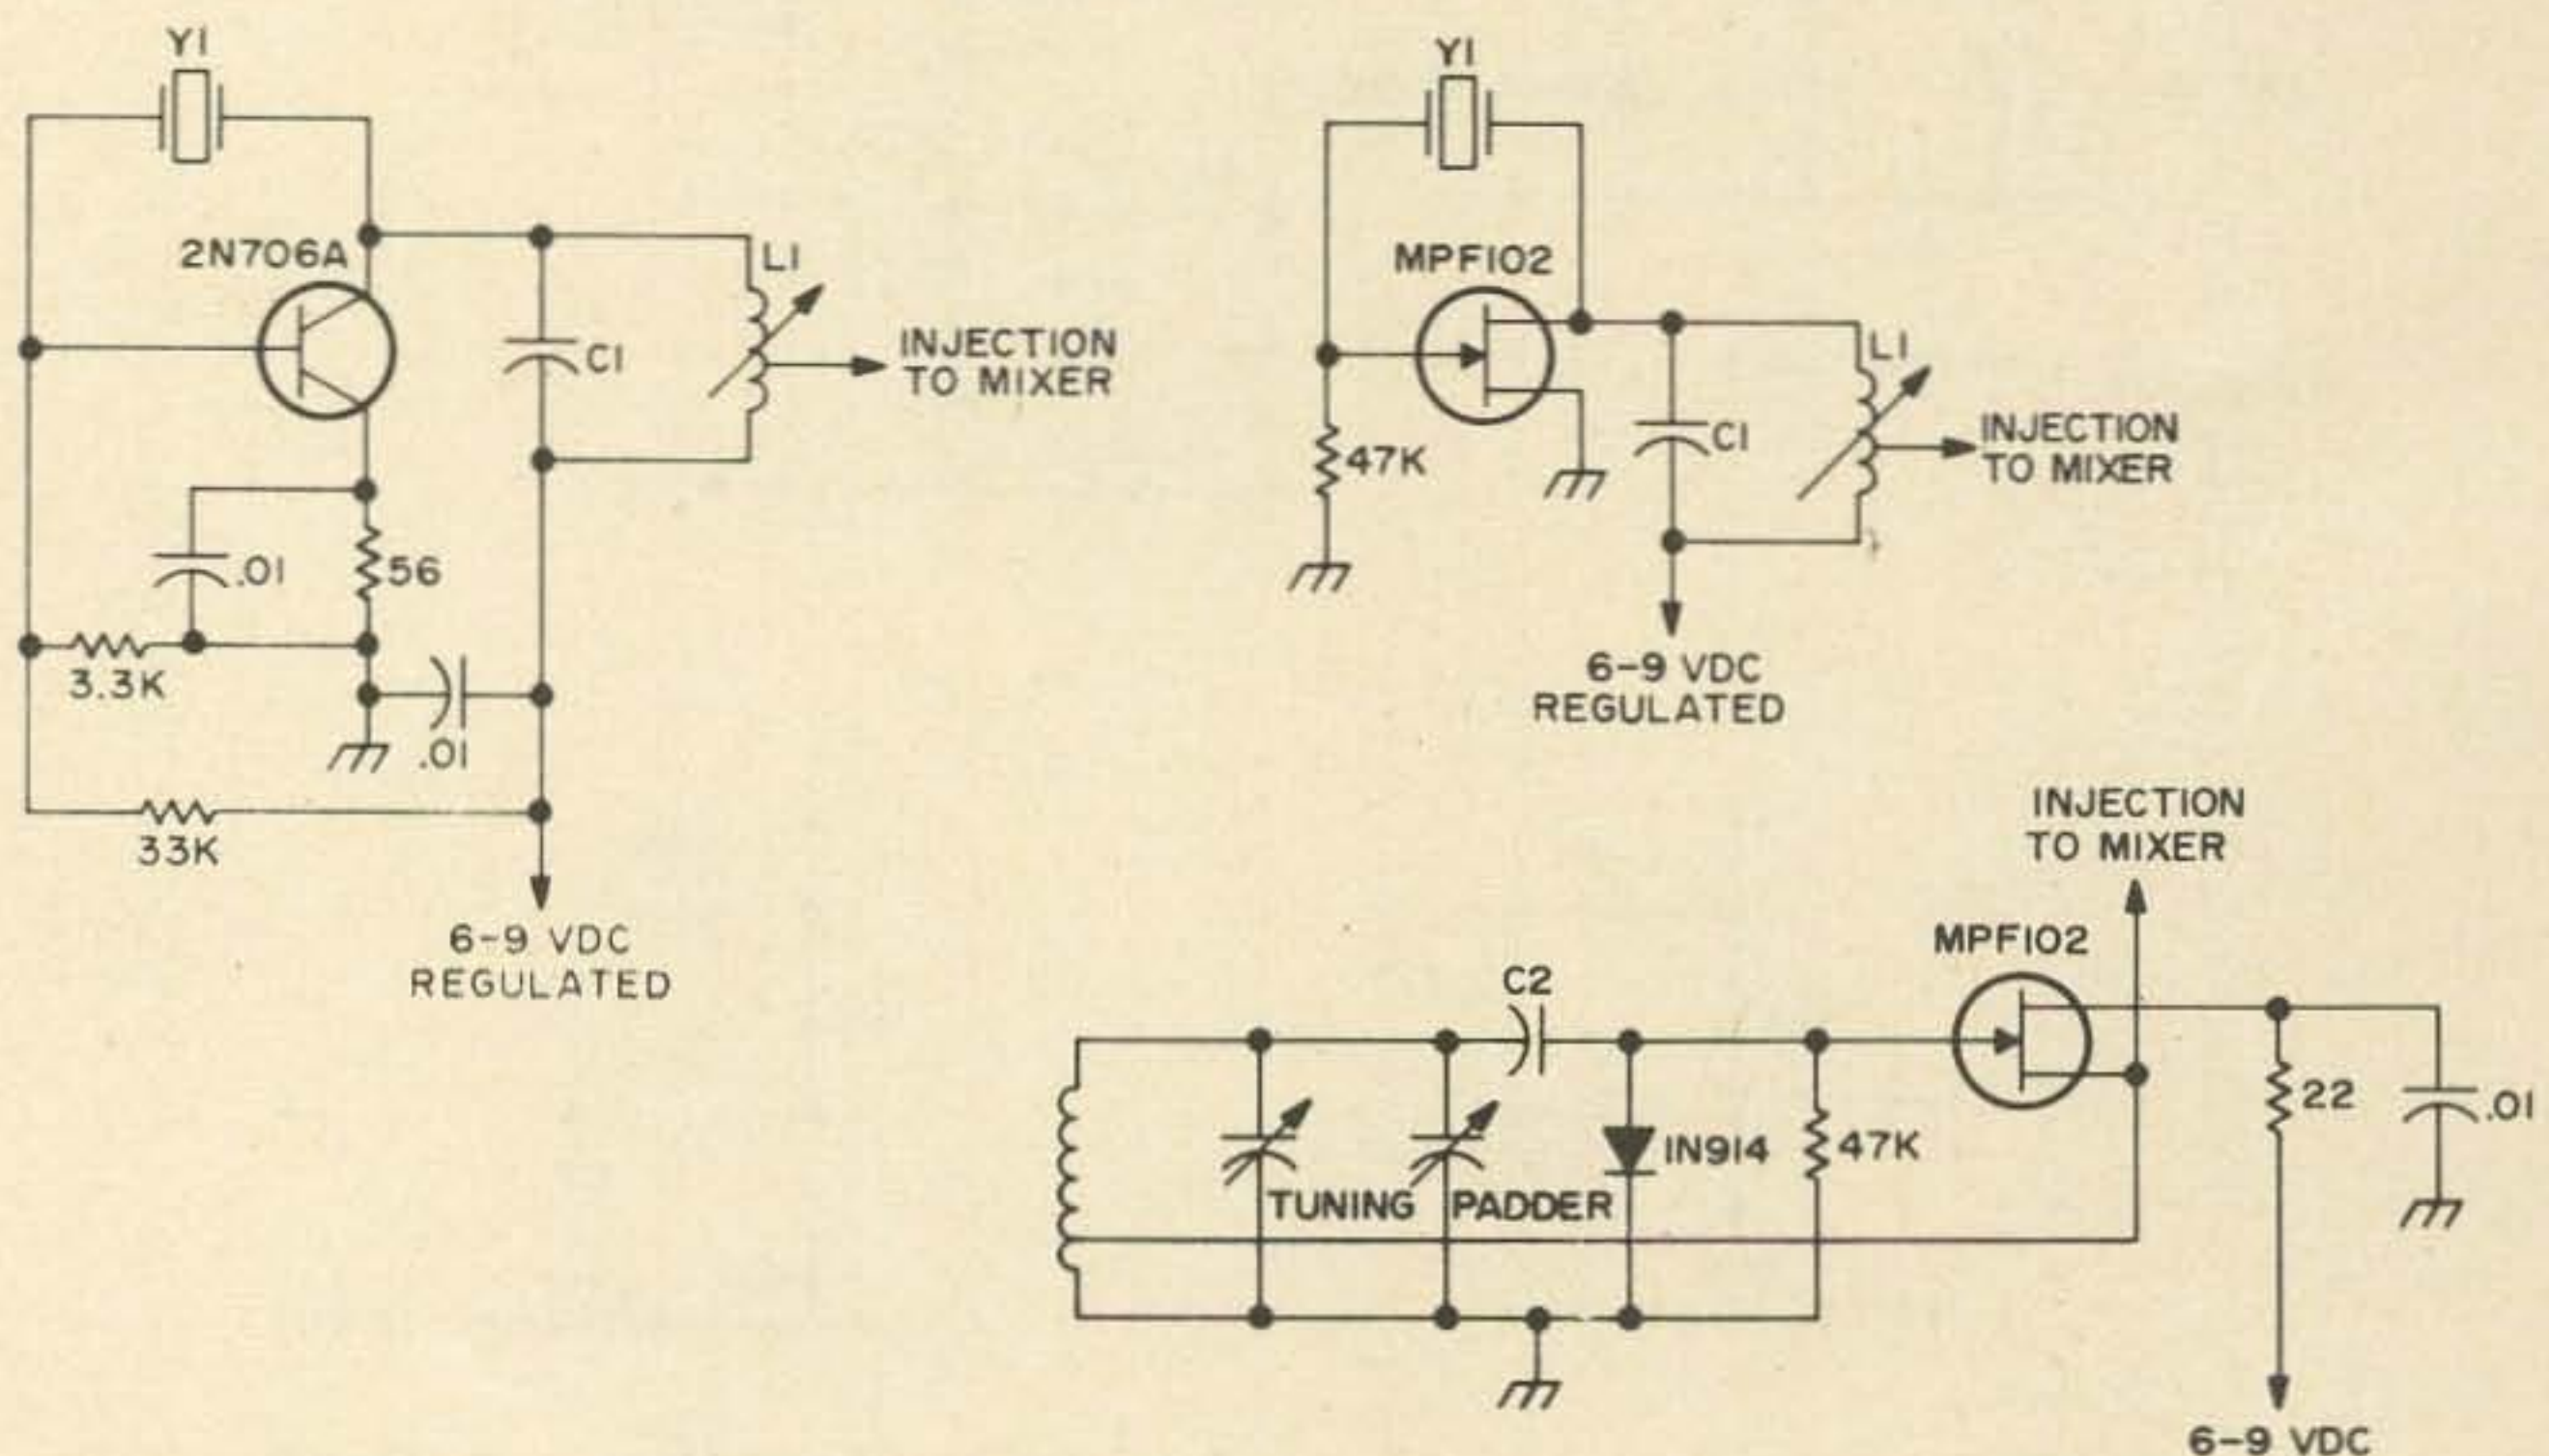 Y1
2N706A
L1
C1
INJECTION
TO MIXER
.01
56
3.3K
.01
33K
6-9 VDC
REGULATED
Y1
MPF102
L1
C1
47K
INJECTION
TO MIXER
6-9 VDC
REGULATED
INJECTION
TO MIXER
MPF102
C2
1N914
47K
22
.01
TUNING
PADDER
6-9 VDC